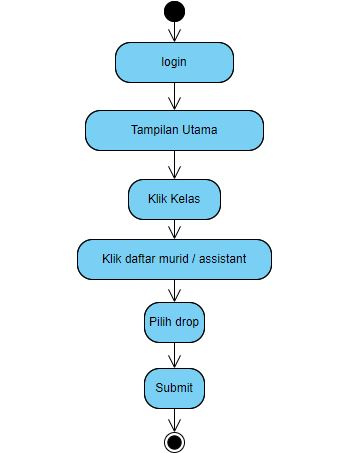 login
Tampilan Utama
Klik Kelas
Klik daftar murid / assistant
Pilih drop
Submit